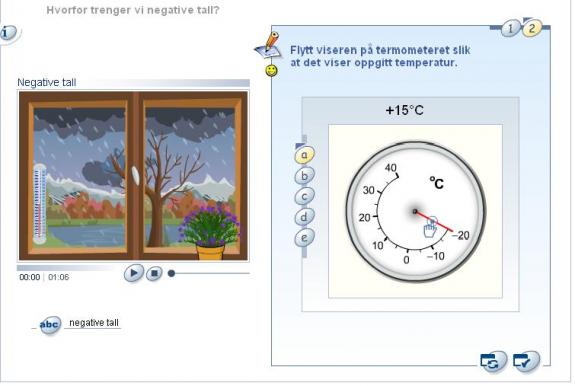 Hvorfor trenger vi negative tall?
i
1 2
Flytt viseren på termometeret slik
at det viser oppgitt temperatur.
Negative tall
+15°C
a
b
c
d
e
°C
40
30
20
10
0
−10
−20
00:00 | 01:06
abc negative tall